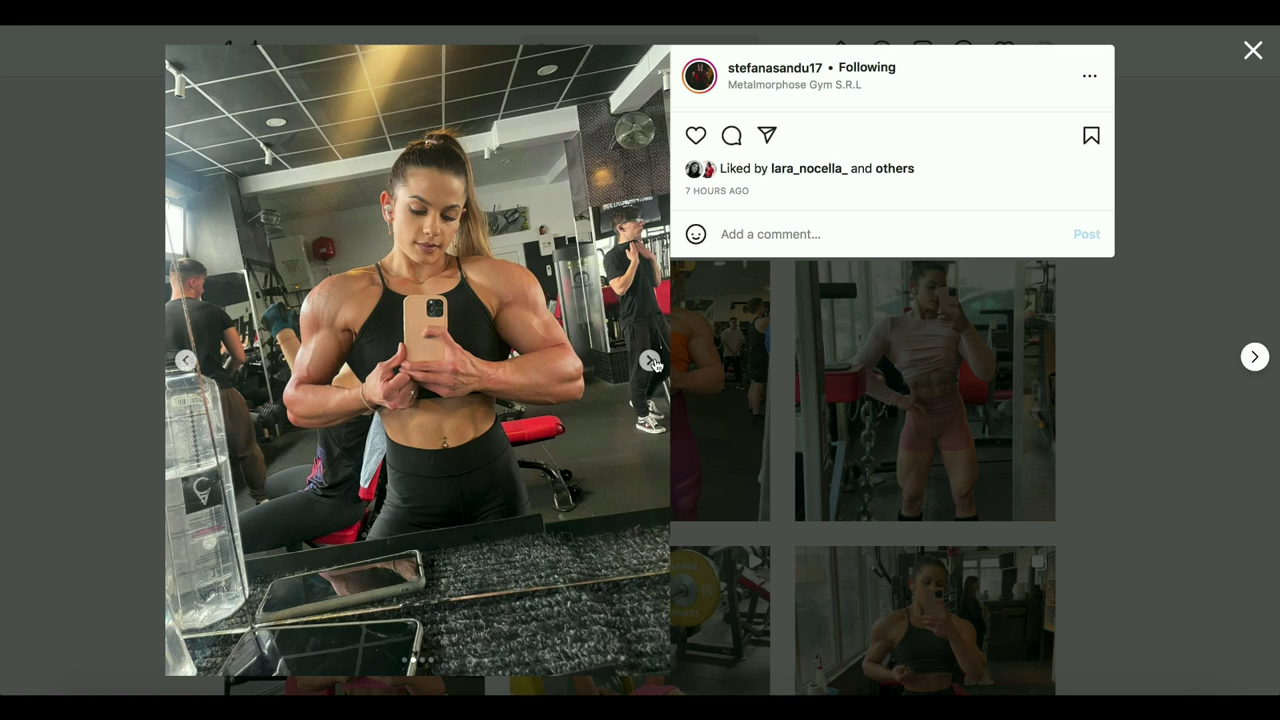 stefanasandu17 • Following
Metalmorphose Gym S.R.L
Liked by lara_nocella_ and others
7 HOURS AGO
Add a comment...
Post